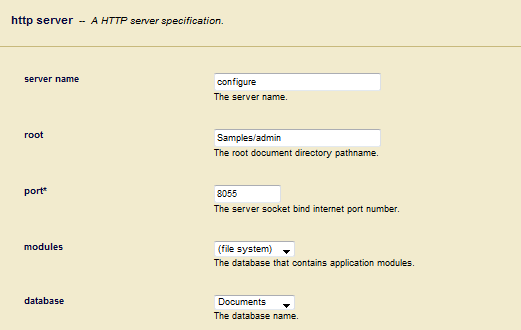 http server -- A HTTP server specification.
server name
configure
The server name.
root
Samples/admin
The root document directory pathname.
port*
8055
The server socket bind internet port number.
modules
(file system)
The database that contains application modules.
database
Documents
The database name.